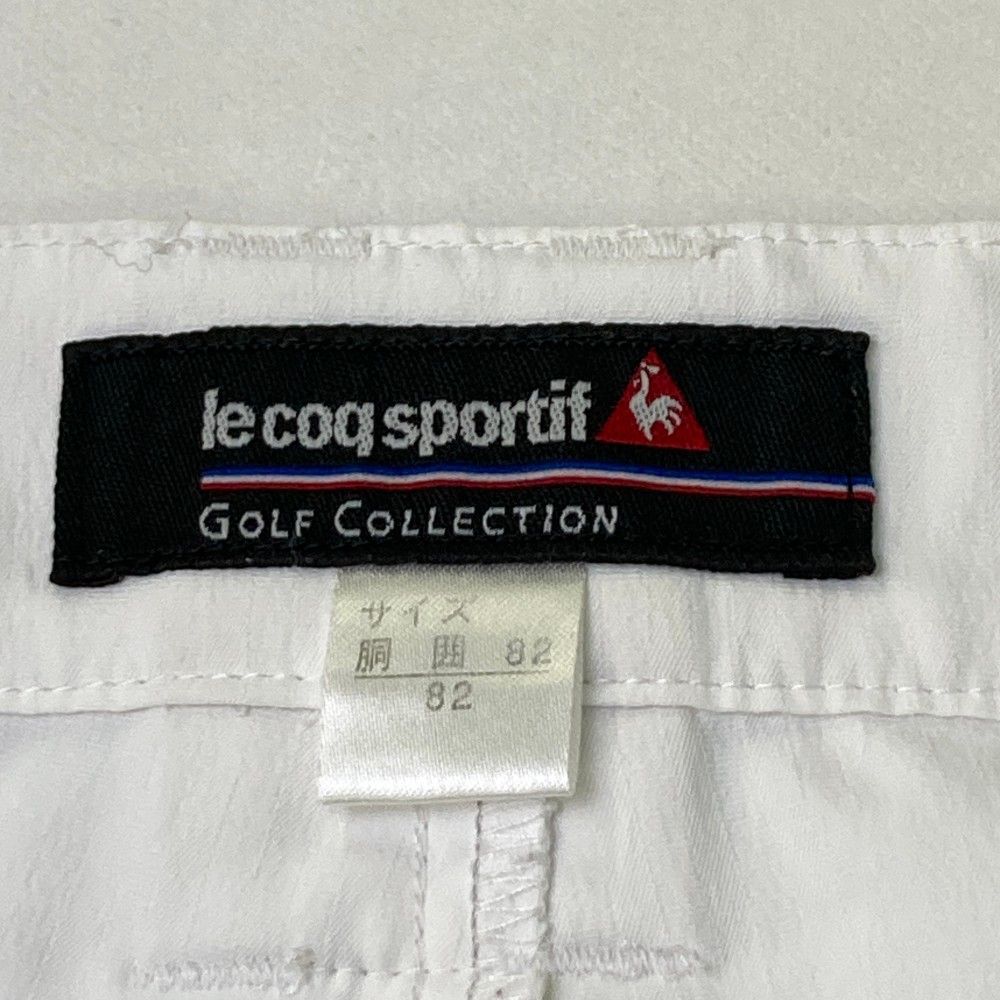 le coq sportif
GOLF COLLECTION
サイズ
胴囲 82
82